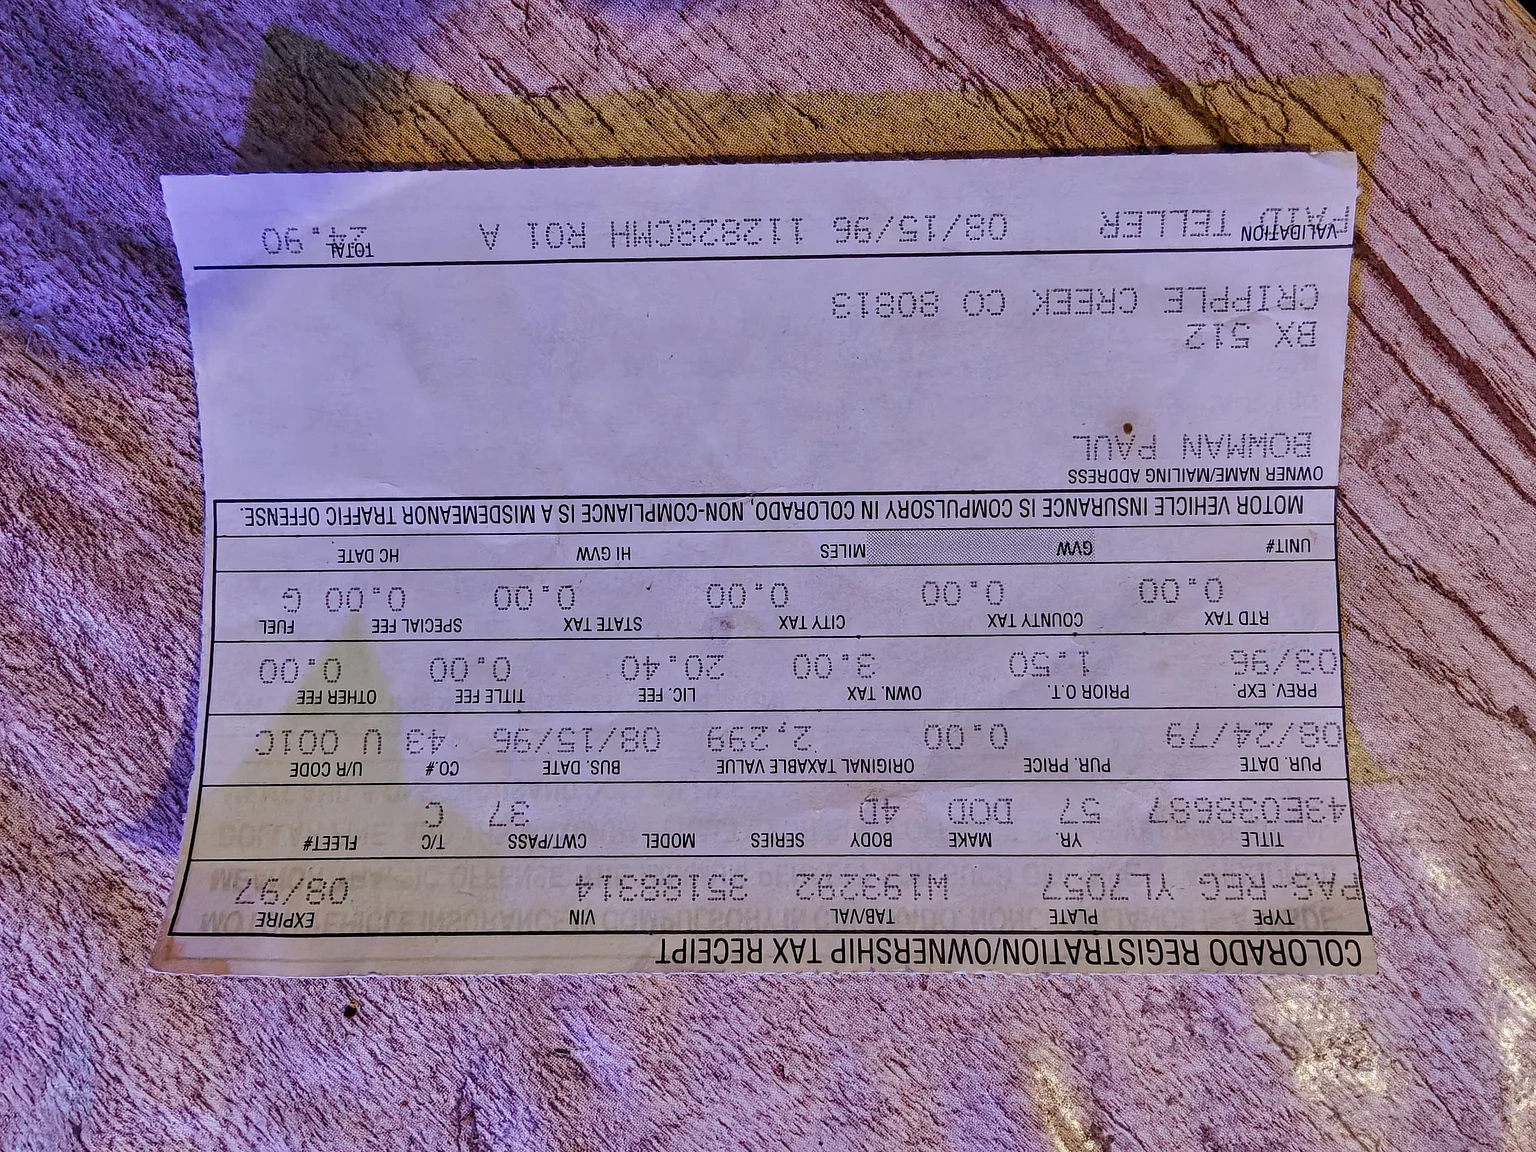 COLORADO REGISTRATION/OWNERSHIP TAX RECEIPT
TYPE PLATE TAB/VAL VIN EXPIRE
PAS-REG YL7057 W193292 35188314 08/97
TITLE YR. MAKE BODY SERIES MODEL CWT/PASS T/C FLEET#
43E038687 57 DOD 4D 37 C
PUR. DATE PUR. PRICE ORIGINAL TAXABLE VALUE BUS. DATE CO.# U/R CODE
08/24/79 0.00 2,299 08/15/96 43 U 001C
PREV. EXP. PRIOR O.T. OWN. TAX LIC. FEE TITLE FEE OTHER FEE
03/96 1.50 3.00 20.40 0.00 0.00
RTD TAX COUNTY TAX CITY TAX STATE TAX SPECIAL FEE FUEL
0.00 0.00 0.00 0.00 0.00 G
UNIT# GVW MILES HI GVW HC DATE
MOTOR VEHICLE INSURANCE IS COMPULSORY IN COLORADO, NON-COMPLIANCE IS A MISDEMEANOR TRAFFIC OFFENSE.
OWNER NAME/MAILING ADDRESS
BOWMAN PAUL
BX 512
CRIPPLE CREEK CO 80813
VALIDATION TOTAL
PAID TELLER 08/15/96 112828CMH R01 A 24.90